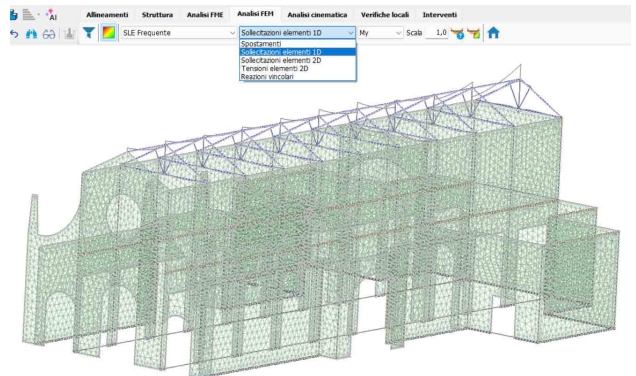 AI Allineamenti Struttura Analisi FME Analisi FEM Analisi cinematica Verifiche locali Interventi
SLE Frequente Sollecitazioni elementi 1D My Scala 1,0
Spostamenti
Sollecitazioni elementi 1D
Sollecitazioni elementi 2D
Tensioni elementi 2D
Reazioni vincolari